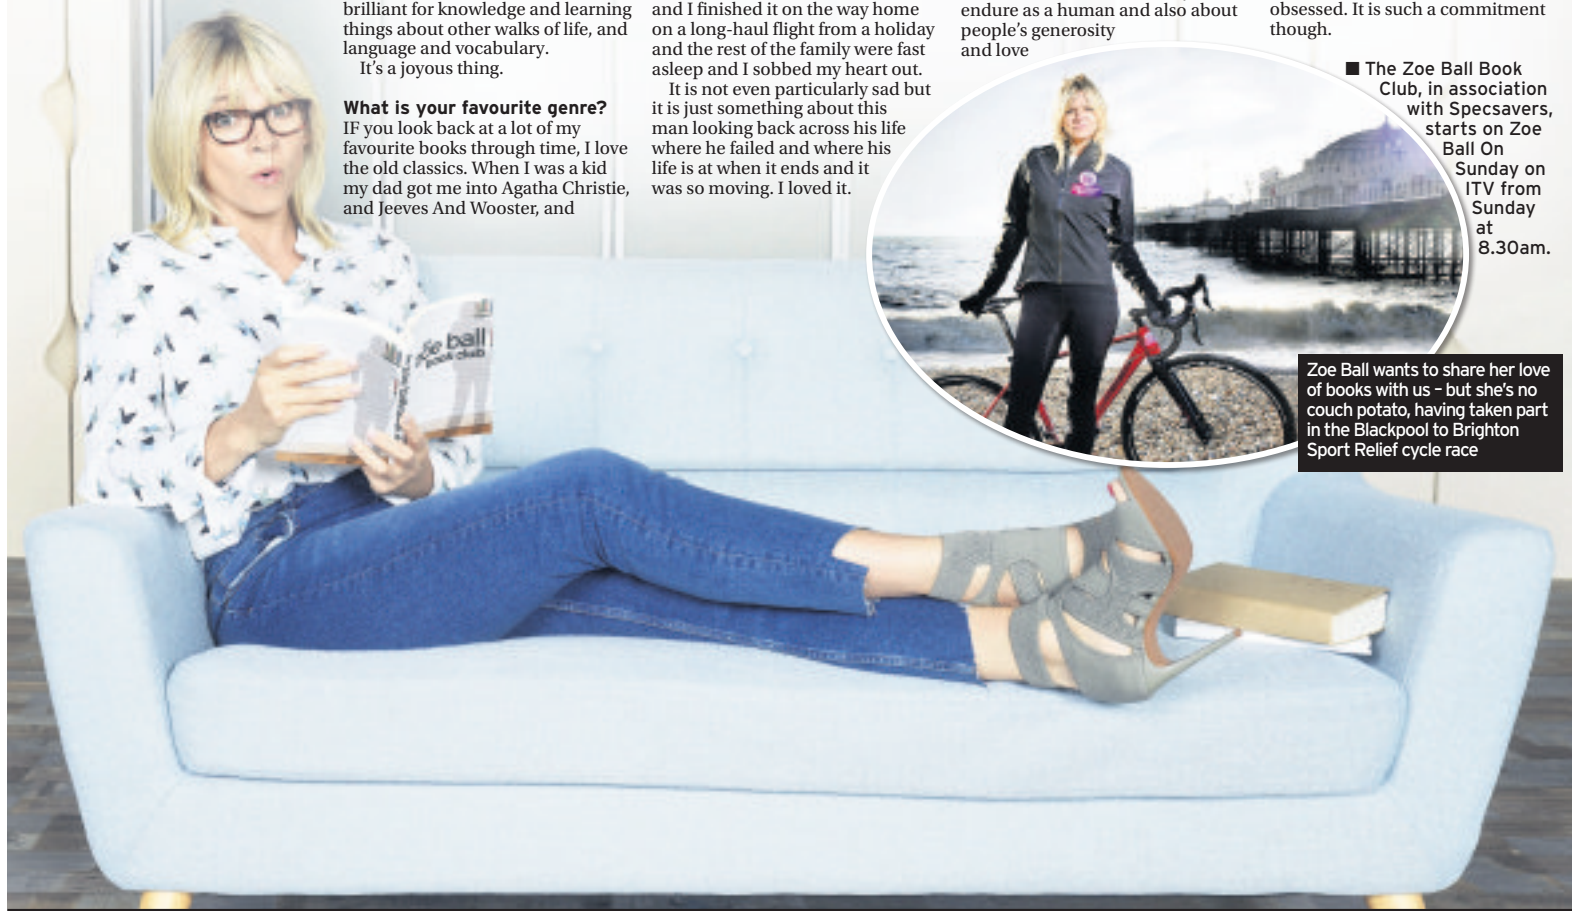 brilliant for knowledge and learning
things about other walks of life, and
language and vocabulary.
It's a joyous thing.
What is your favourite genre?
IF you look back at a lot of my
favourite books through time, I love
the old classics. When I was a kid
my dad got me into Agatha Christie,
and Jeeves And Wooster, and
and I finished it on the way home
on a long-haul flight from a holiday
and the rest of the family were fast
asleep and I sobbed my heart out.
It is not even particularly sad but
it is just something about this
man looking back across his life
where he failed and where his
life is at when it ends and it
was so moving. I loved it.
endure as a human and also about
people's generosity
and love
obsessed. It is such a commitment
though.
■ The Zoe Ball Book
Club, in association
with Specsavers,
starts on Zoe
Ball On
Sunday on
ITV from
Sunday
at
8.30am.
Zoe Ball wants to share her love
of books with us – but she's no
couch potato, having taken part
in the Blackpool to Brighton
Sport Relief cycle race
ball
book club